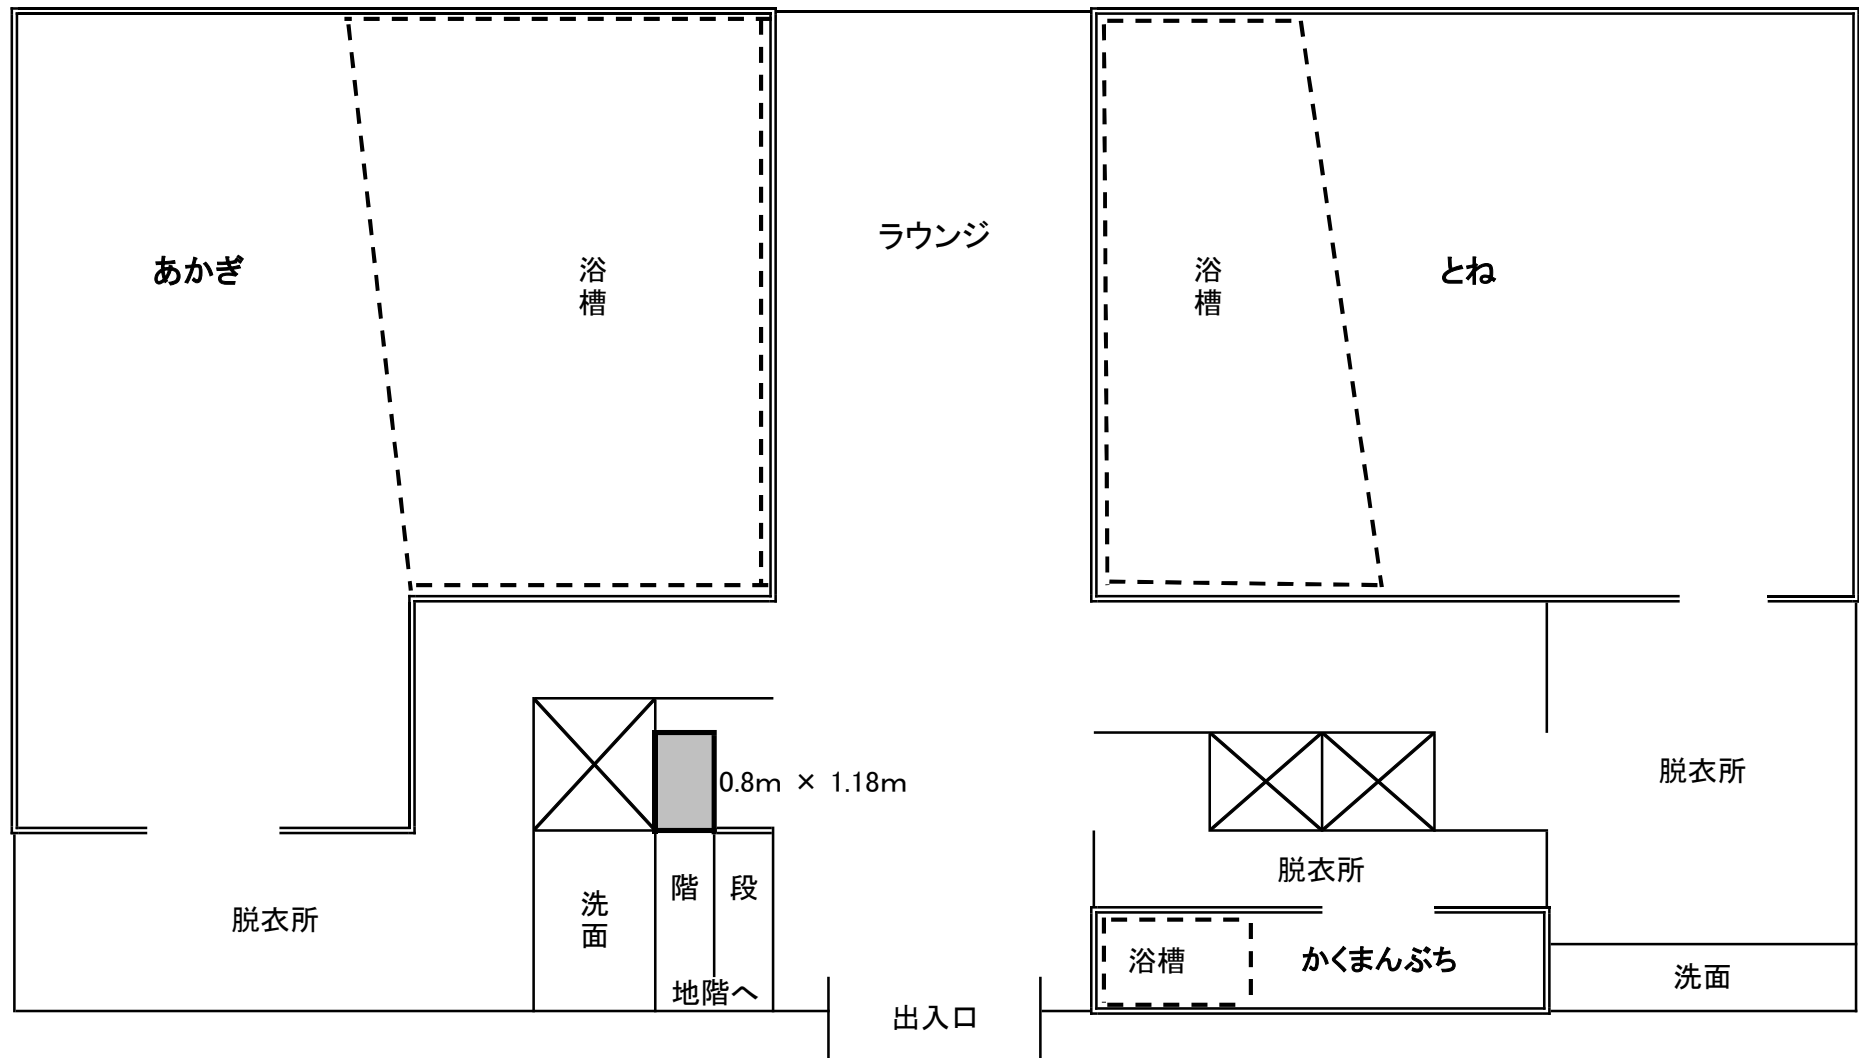 ラウンジ
あかぎ
浴槽
浴槽
とね
0.8m × 1.18m
脱衣所
脱衣所
階 段
洗面
脱衣所
浴槽
かくまんぶち
洗面
地階へ
出入口